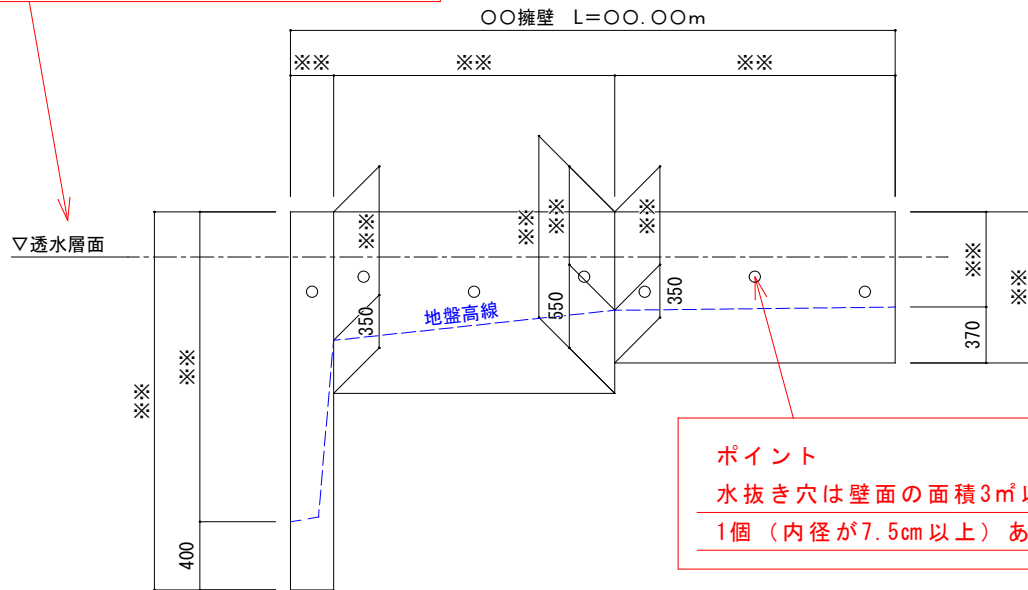 ○○擁壁 L=○○.○○m
※※ ※※ ※※
※※ ※※ ※※ ※※ ※※
▽透水層面
※※
地盤高線
350 550 350 370
※※ ※※
400
ポイント
水抜き穴は壁面の面積3㎡
1個（内径が7.5㎝以上）あ